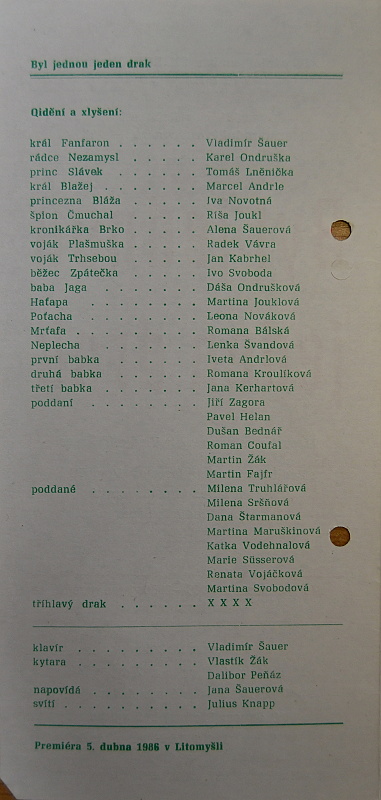 Byl jednou jeden drak
Qidění a xlyšení:
král Fanfaron . . . . . . Vladimír Šauer
rádce Nezamysl . . . . . Karel Ondruška
princ Slávek . . . . . . Tomáš Lněnička
král Blažej . . . . . . . Marcel Andrle
princezna Bláža . . . . . Iva Novotná
špion Čmuchal . . . . . Ríša Joukl
kronikářka Brko . . . . . Alena Šauerová
voják Plašmuška . . . . Radek Vávra
voják Trhsebou . . . . . Jan Kabrhel
běžec Zpátečka . . . . . Ivo Svoboda
baba Jaga . . . . . . . Dáša Ondrušková
Hafapa . . . . . . . . Martina Jouklová
Poťacha . . . . . . . Leona Nováková
Mrťafa . . . . . . . . . Romana Bálská
Neplecha . . . . . . . Lenka Švandová
první babka . . . . . . Iveta Andrlová
druhá babka . . . . . . Romana Kroulíková
třetí babka . . . . . . . Jana Kerhartová
poddaní . . . . . . . . Jiří Zagora
Pavel Helan
Dušan Bednář
Roman Coufal
Martin Žák
Martin Fajfr
poddané . . . . . . . . Milena Truhlářová
Milena Sršňová
Dana Štarmanová
Martina Maruškinová
Katka Vodehnalová
Marie Süsserová
Renata Vojáčková
Martina Svobodová
tříhlavý drak . . . . . . X X X X
klavír . . . . . . . . . Vladimír Šauer
kytara . . . . . . . . Vlastík Žák
Dalibor Peňáz
napovídá . . . . . . . . Jana Šauerová
svítí . . . . . . . . . . Julius Knapp
Premiéra 5. dubna 1986 v Litomyšli